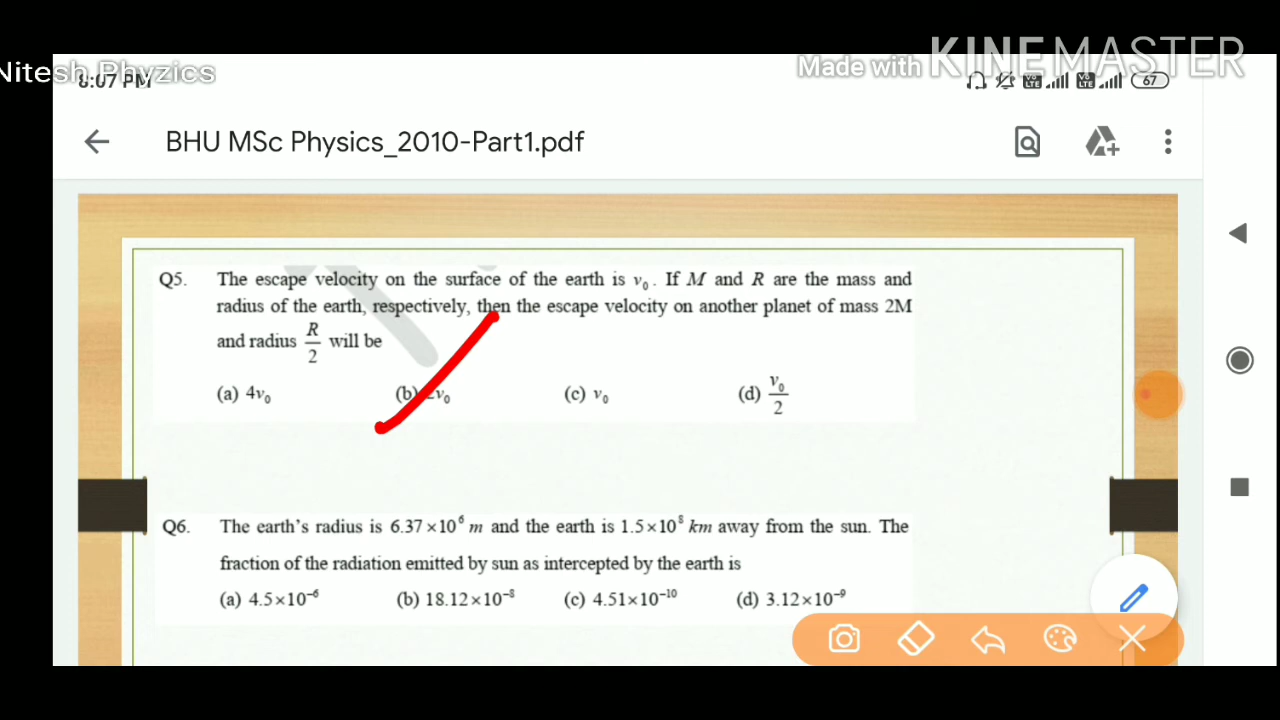 Made with KINEMASTER
Nitesh Phyzics
8:07 PM
Vo LTE Vo LTE 67
BHU MSc Physics_2010-Part1.pdf
Q5. The escape velocity on the surface of the earth is v₀. If M and R are the mass and
radius of the earth, respectively, then the escape velocity on another planet of mass 2M
and radius R/2 will be
(a) 4v₀ (b) 2v₀ (c) v₀ (d) v₀/2
Q6. The earth's radius is 6.37×10⁶ m and the earth is 1.5×10⁸ km away from the sun. The
fraction of the radiation emitted by sun as intercepted by the earth is
(a) 4.5×10⁻⁶ (b) 18.12×10⁻⁸ (c) 4.51×10⁻¹⁰ (d) 3.12×10⁻⁹